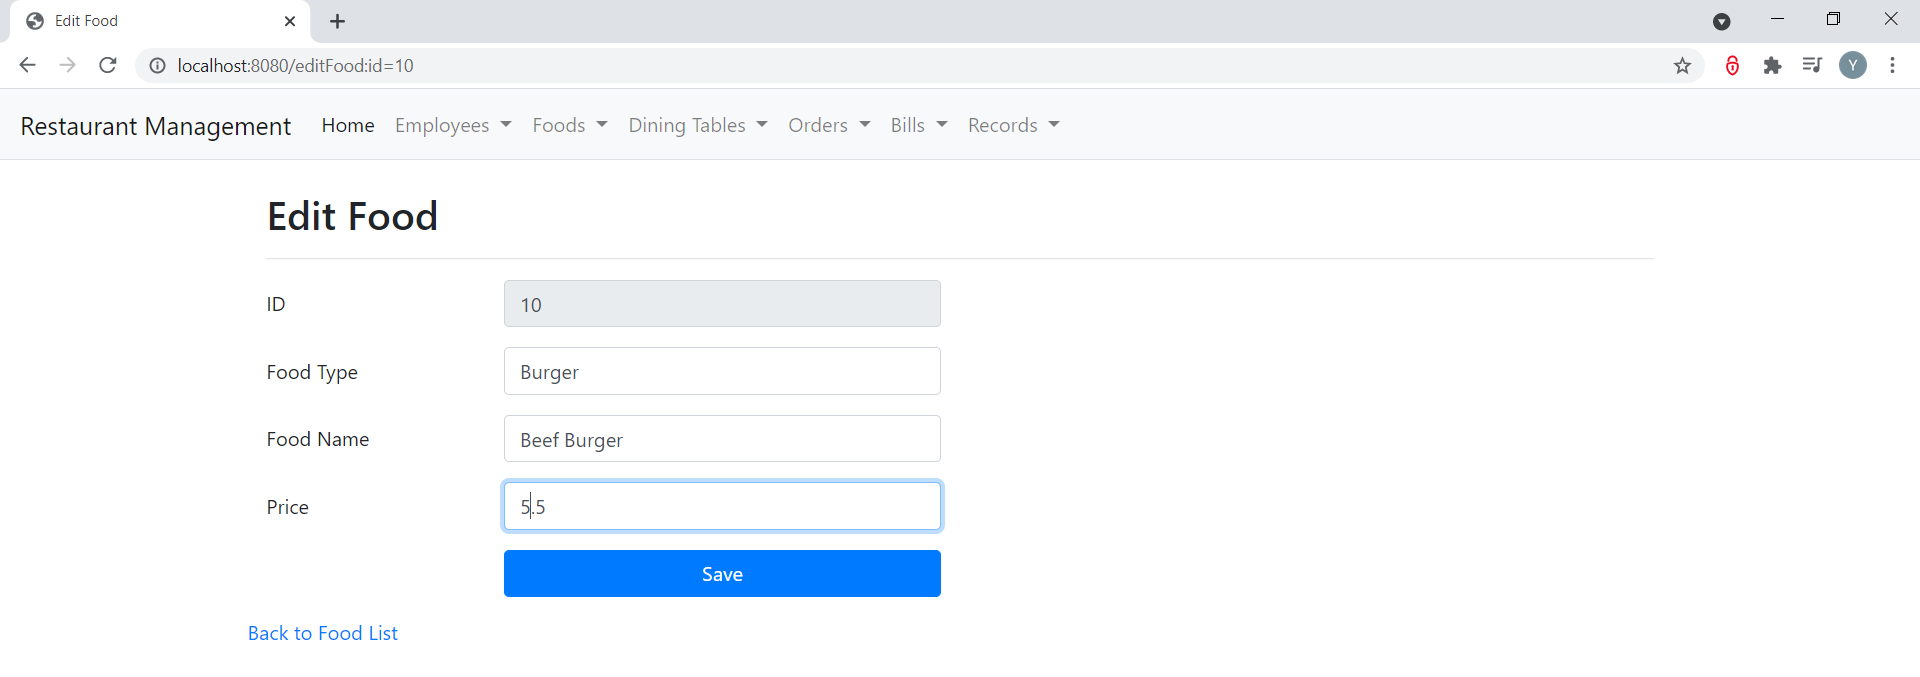 Edit Food
localhost:8080/editFood:id=10
Y
Restaurant Management Home Employees Foods Dining Tables Orders Bills Records
Edit Food
ID 10
Food Type Burger
Food Name Beef Burger
Price 5.5
Save
Back to Food List